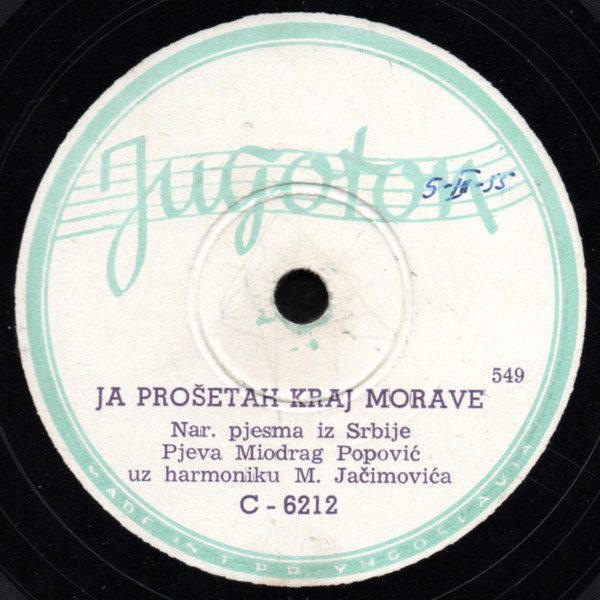 Jugoton
5-III-55
549
JA PROŠETAH KRAJ MORAVE
Nar. pjesma iz Srbije
Pjeva Miodrag Popović
uz harmoniku M. Jačimovića
C - 6212
MADE IN F P R YUGOSLAVIA